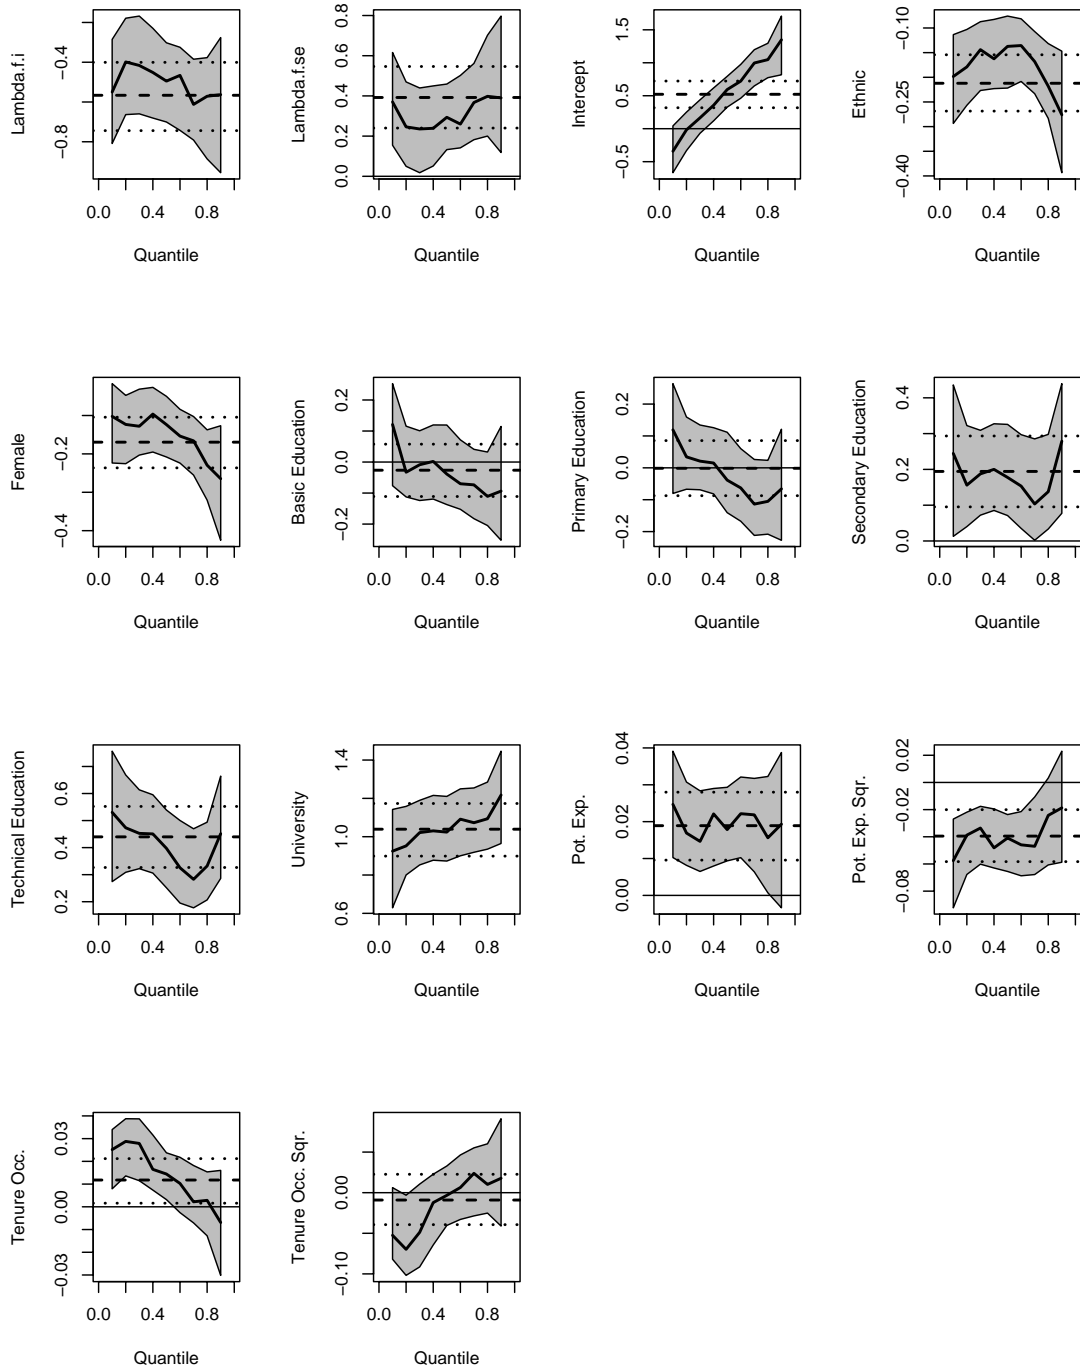 Lambda.f.i
−0.8
−0.4
0.0 0.4 0.8
Quantile
Lambda.f.se
0.0 0.2 0.4 0.6 0.8
0.0 0.4 0.8
Quantile
Intercept
−0.5 0.5 1.5
0.0 0.4 0.8
Quantile
Ethnic
−0.40 −0.25 −0.10
0.0 0.4 0.8
Quantile
Female
−0.4 −0.2
0.0 0.4 0.8
Quantile
Basic Education
−0.2 0.0 0.2
0.0 0.4 0.8
Quantile
Primary Education
−0.2 0.0 0.2
0.0 0.4 0.8
Quantile
Secondary Education
0.0 0.2 0.4
0.0 0.4 0.8
Quantile
Technical Education
0.2 0.4 0.6
0.0 0.4 0.8
Quantile
University
0.6 1.0 1.4
0.0 0.4 0.8
Quantile
Pot. Exp.
0.00 0.02 0.04
0.0 0.4 0.8
Quantile
Pot. Exp. Sqr.
−0.08 −0.02 0.02
0.0 0.4 0.8
Quantile
Tenure Occ.
−0.03 0.00 0.03
0.0 0.4 0.8
Quantile
Tenure Occ. Sqr.
−0.10 0.00
0.0 0.4 0.8
Quantile